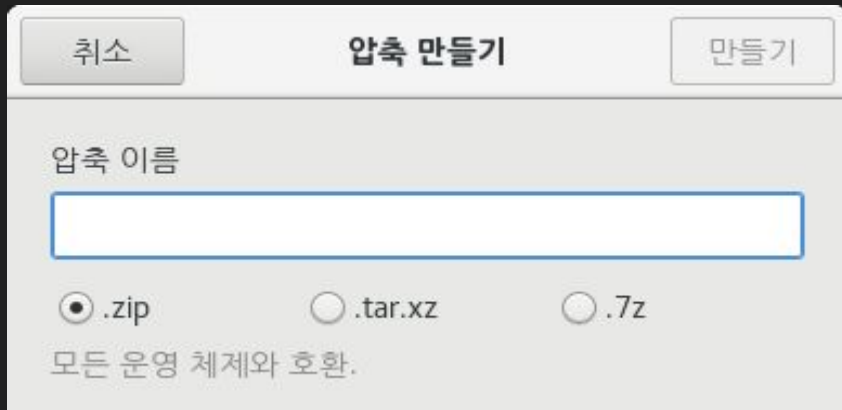 취소 압축 만들기 만들기
압축 이름
.zip .tar.xz .7z
모든 운영 체제와 호환.